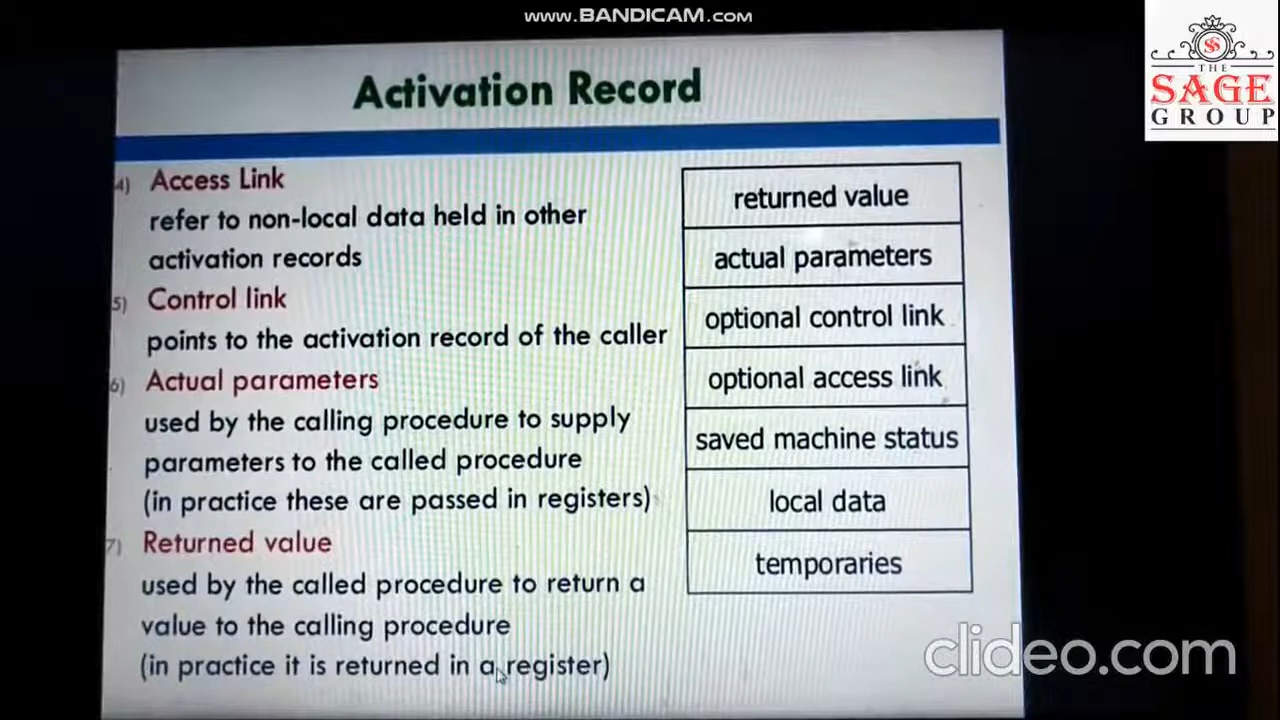 www.BANDICAM.com
THE
SAGE
GROUP
Activation Record
4) Access Link
refer to non-local data held in other
activation records
5) Control link
points to the activation record of the caller
6) Actual parameters
used by the calling procedure to supply
parameters to the called procedure
(in practice these are passed in registers)
7) Returned value
used by the called procedure to return a
value to the calling procedure
(in practice it is returned in a register)
returned value
actual parameters
optional control link
optional access link
saved machine status
local data
temporaries
clideo.com